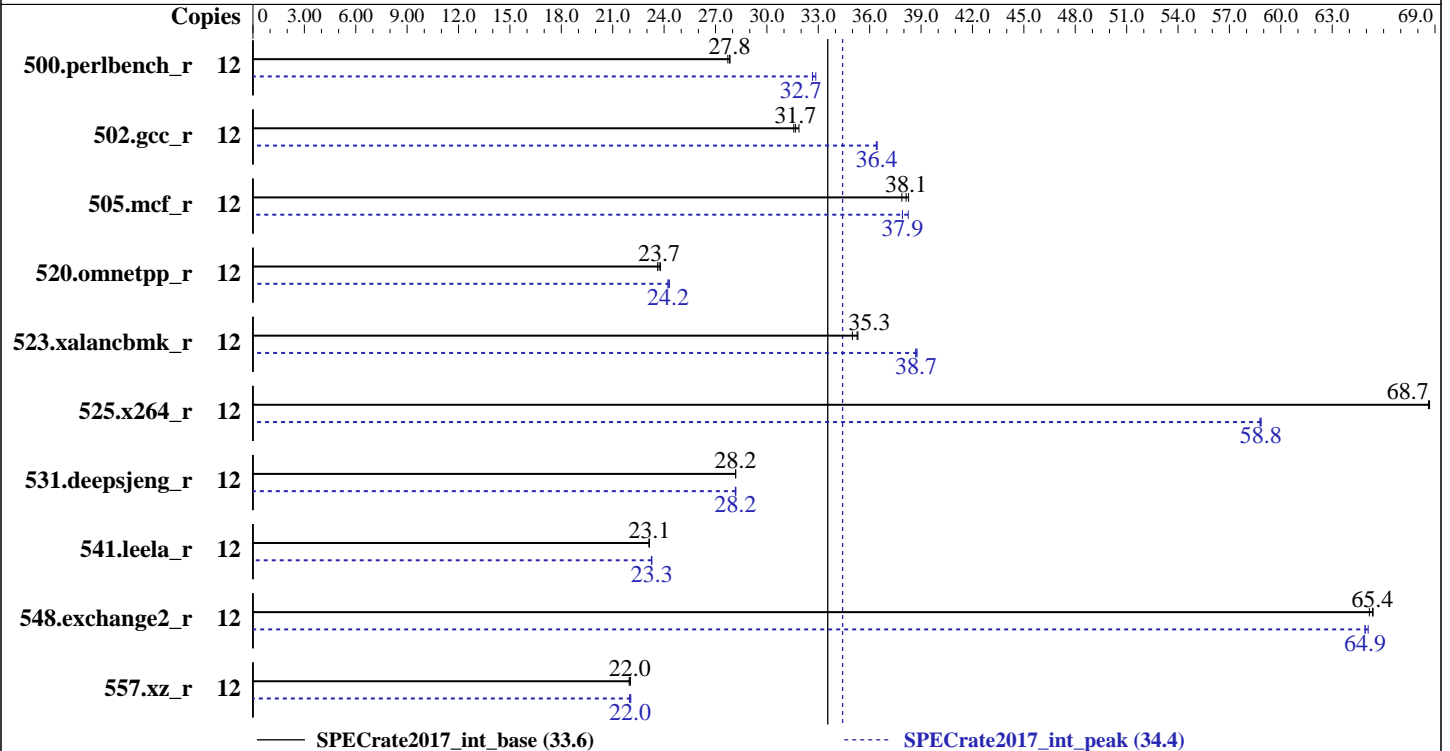 Copies 0 3.00 6.00 9.00 12.0 15.0 18.0 21.0 24.0 27.0 30.0 33.0 36.0 39.0 42.0 45.0 48.0 51.0 54.0 57.0 60.0 63.0 69.0
27.8
500.perlbench_r 12
32.7
31.7
502.gcc_r 12
36.4
38.1
505.mcf_r 12
37.9
23.7
520.omnetpp_r 12
24.2
35.3
523.xalancbmk_r 12
38.7
68.7
525.x264_r 12
58.8
28.2
531.deepsjeng_r 12
28.2
23.1
541.leela_r 12
23.3
65.4
548.exchange2_r 12
64.9
22.0
557.xz_r 12
22.0
SPECrate2017_int_base (33.6) SPECrate2017_int_peak (34.4)